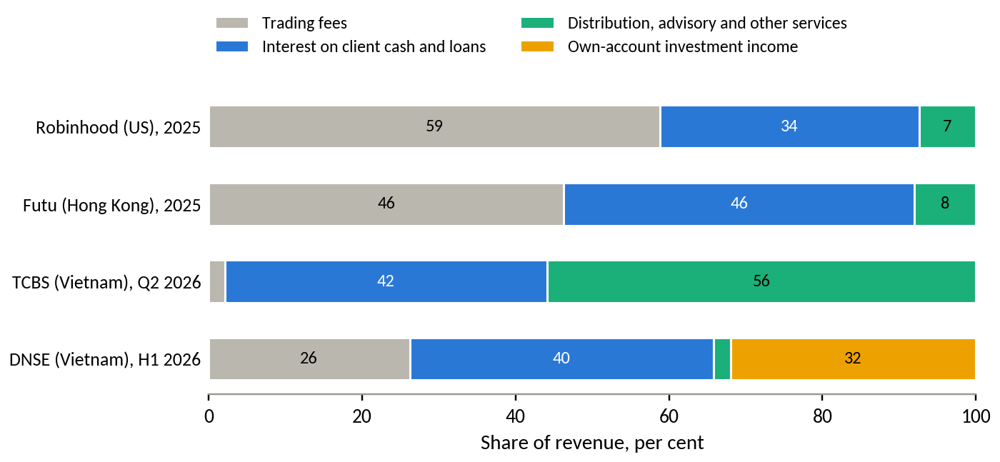 Trading fees
Interest on client cash and loans
Distribution, advisory and other services
Own-account investment income
Robinhood (US), 2025
59
34
7
Futu (Hong Kong), 2025
46
46
8
TCBS (Vietnam), Q2 2026
42
56
DNSE (Vietnam), H1 2026
26
40
32
0
20
40
60
80
100
Share of revenue, per cent